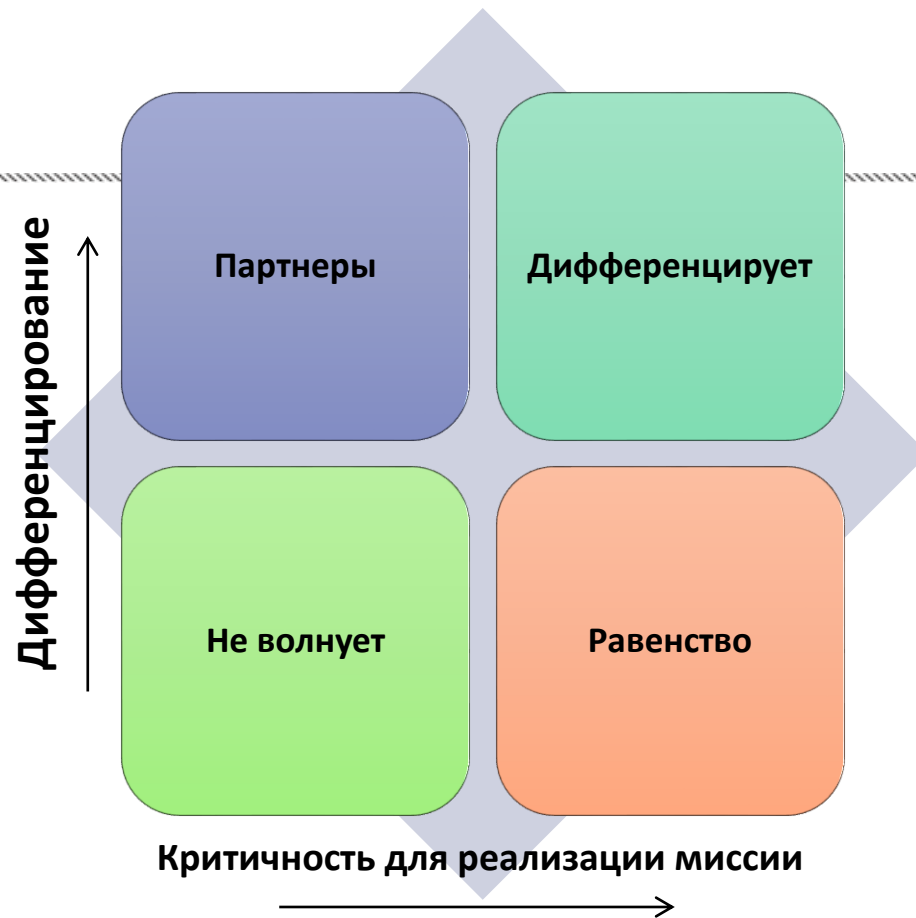 Дифференцирование
Партнеры
Дифференцирует
Не волнует
Равенство
Критичность для реализации миссии